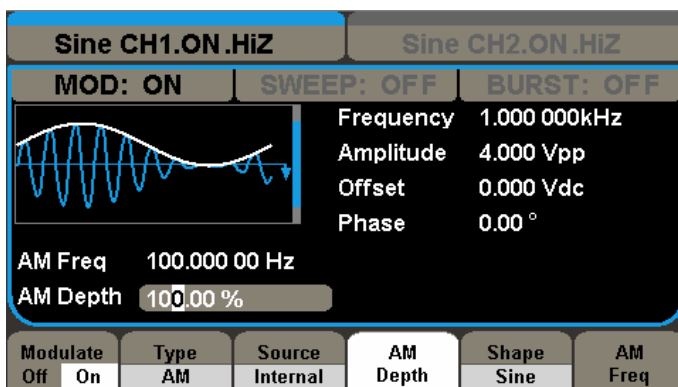 Sine CH1.ON.HiZ
Sine CH2.ON.HiZ
MOD: ON
SWEEP: OFF
BURST: OFF
Frequency 1.000 000kHz
Amplitude 4.000 Vpp
Offset 0.000 Vdc
Phase 0.00 °
AM Freq 100.000 00 Hz
AM Depth 100.00 %
Modulate Type Source AM Shape AM
Off On AM Internal Depth Sine Freq